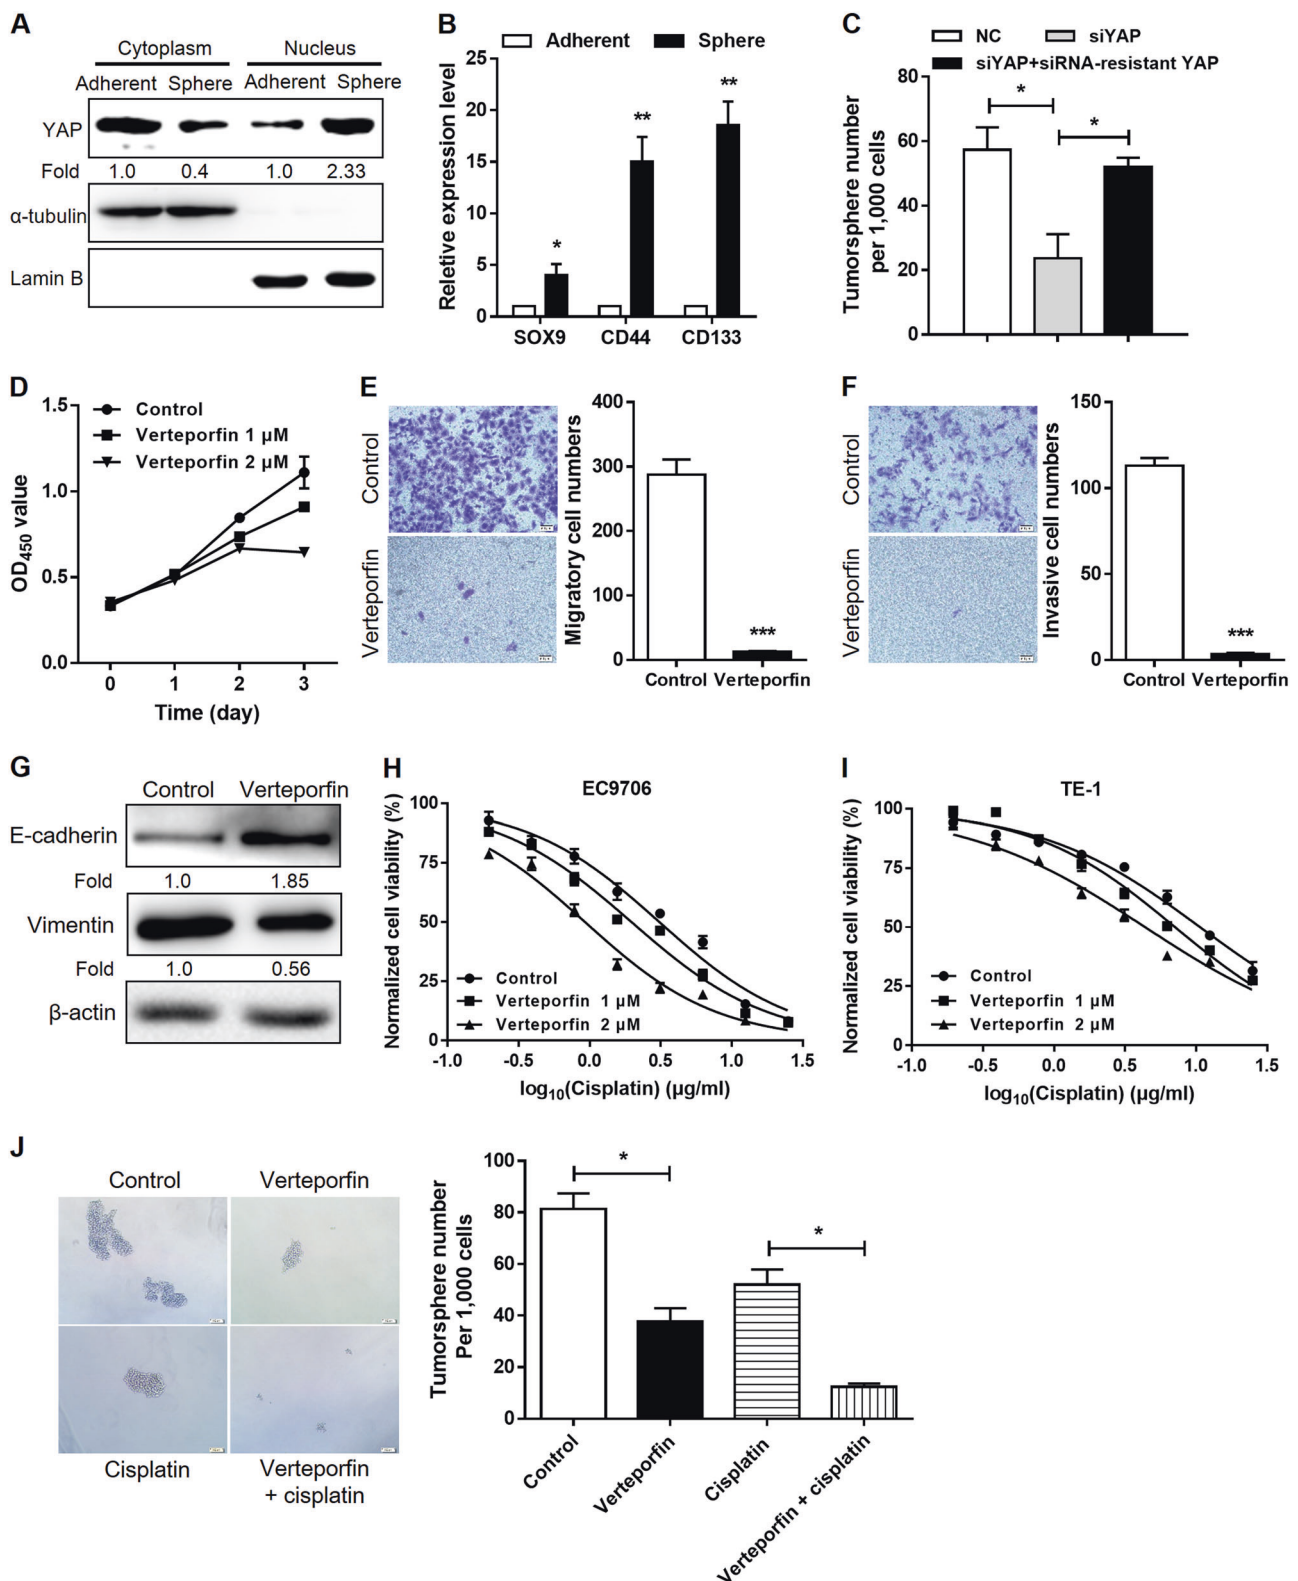 A
Cytoplasm Nucleus
Adherent Sphere Adherent Sphere
YAP
Fold 1.0 0.4 1.0 2.33
α-tubulin
Lamin B
B
Adherent Sphere
Reletive expression level
25
20
15
10
5
0
* ** **
SOX9 CD44 CD133
C
NC siYAP
siYAP+siRNA-resistant YAP
Tumorsphere number
per 1,000 cells
80
60
40
20
0
* *
D
Control
Verteporfin 1 µM
Verteporfin 2 µM
OD450 value
1.5
1.0
0.5
0.0
0 1 2 3
Time (day)
E
Control
Verteporfin
Migratory cell numbers
400
300
200
100
0
***
Control Verteporfin
F
Control
Verteporfin
Invasive cell numbers
150
100
50
0
***
Control Verteporfin
G
Control Verteporfin
E-cadherin
Fold 1.0 1.85
Vimentin
Fold 1.0 0.56
β-actin
H
EC9706
Normalized cell viability (%)
100
75
50
25
0
Control
Verteporfin 1 µM
Verteporfin 2 µM
-1.0 -0.5 0.0 0.5 1.0 1.5
log10(Cisplatin) (µg/ml)
I
TE-1
Normalized cell viability (%)
100
75
50
25
0
Control
Verteporfin 1 µM
Verteporfin 2 µM
-1.0 -0.5 0.0 0.5 1.0 1.5
log10(Cisplatin) (µg/ml)
J
Control Verteporfin
Cisplatin Verteporfin
+ cisplatin
Tumorsphere number
Per 1,000 cells
100
80
60
40
20
0
* *
Control
Verteporfin
Cisplatin
Verteporfin + cisplatin